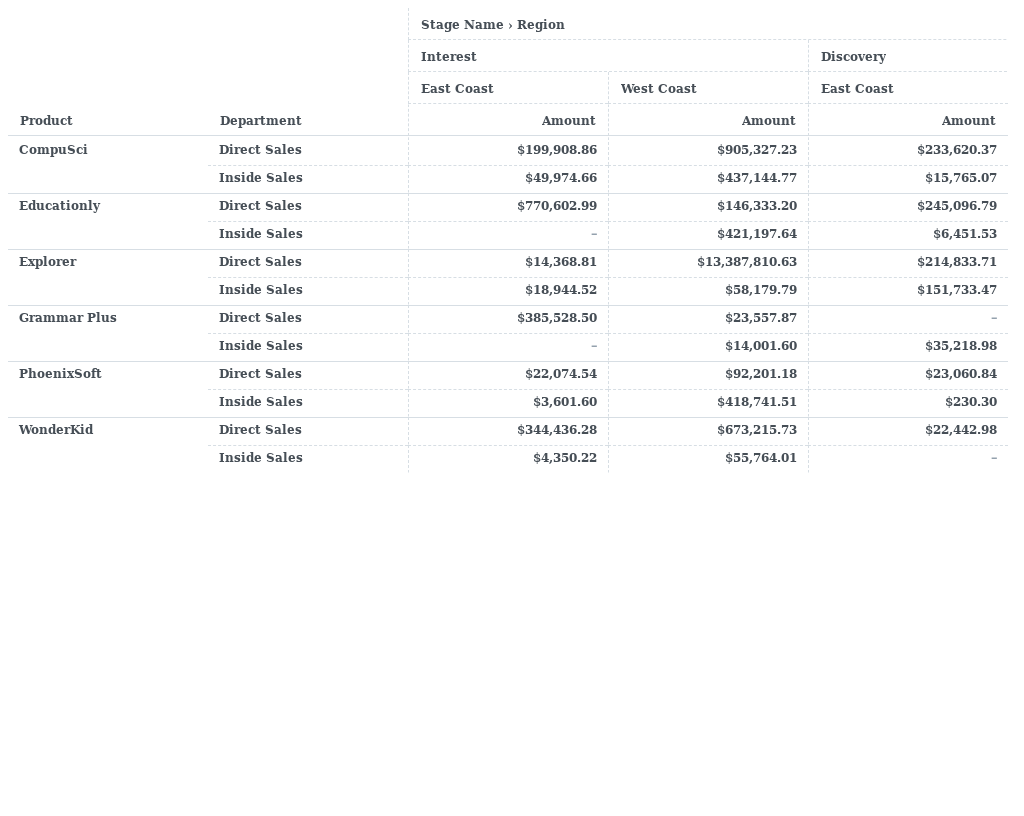 Stage Name › Region
Interest Discovery
East Coast West Coast East Coast
Product Department Amount Amount Amount
CompuSci Direct Sales $199,908.86 $905,327.23 $233,620.37
Inside Sales $49,974.66 $437,144.77 $15,765.07
Educationly Direct Sales $770,602.99 $146,333.20 $245,096.79
Inside Sales – $421,197.64 $6,451.53
Explorer Direct Sales $14,368.81 $13,387,810.63 $214,833.71
Inside Sales $18,944.52 $58,179.79 $151,733.47
Grammar Plus Direct Sales $385,528.50 $23,557.87 –
Inside Sales – $14,001.60 $35,218.98
PhoenixSoft Direct Sales $22,074.54 $92,201.18 $23,060.84
Inside Sales $3,601.60 $418,741.51 $230.30
WonderKid Direct Sales $344,436.28 $673,215.73 $22,442.98
Inside Sales $4,350.22 $55,764.01 –